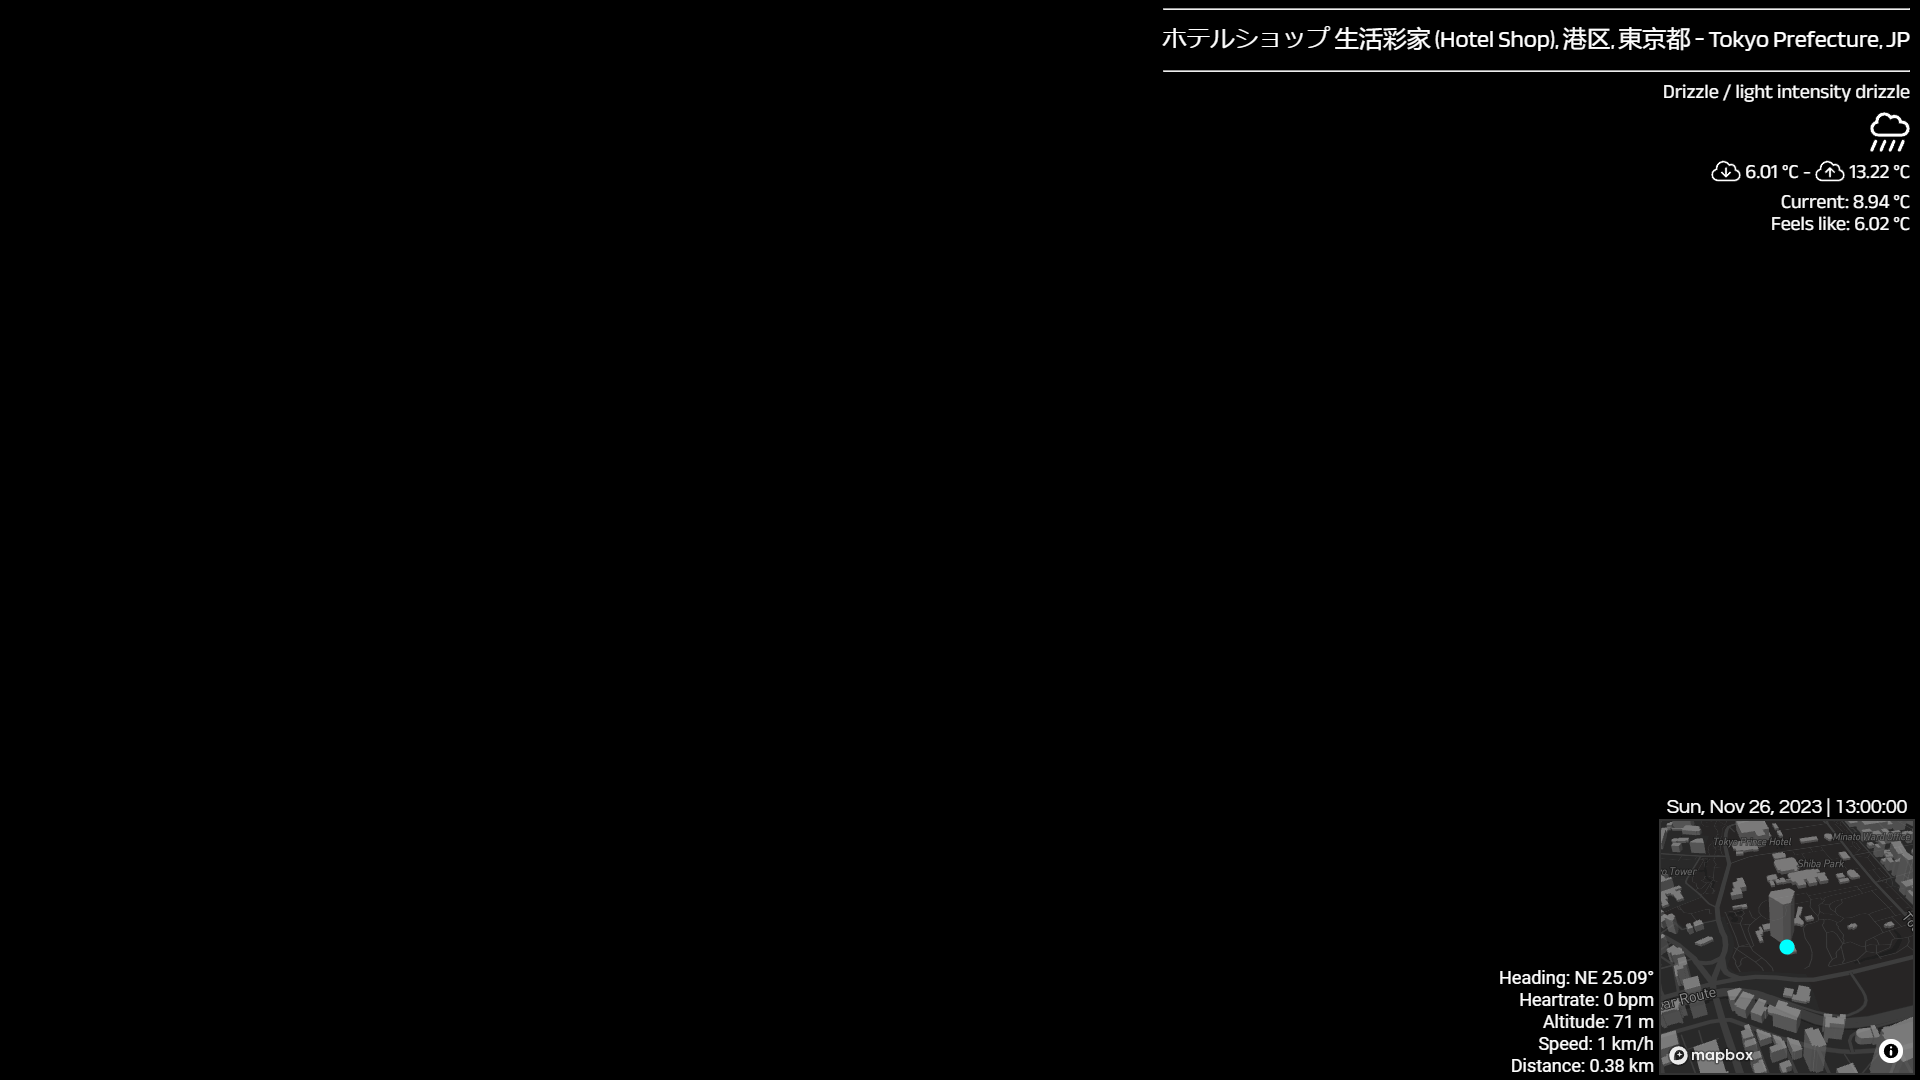 ホテルショップ 生活彩家 (Hotel Shop), 港区, 東京都 - Tokyo Prefecture, JP
Drizzle / light intensity drizzle
6.01 °C - 13.22 °C
Current: 8.94 °C
Feels like: 6.02 °C
Sun, Nov 26, 2023 | 13:00:00
Minato Ward Office
Tokyo Prince Hotel
Shiba Park
Tower
Heading: NE 25.09°
Heartrate: 0 bpm
Route
Altitude: 71 m
Speed: 1 km/h
mapbox
Distance: 0.38 km